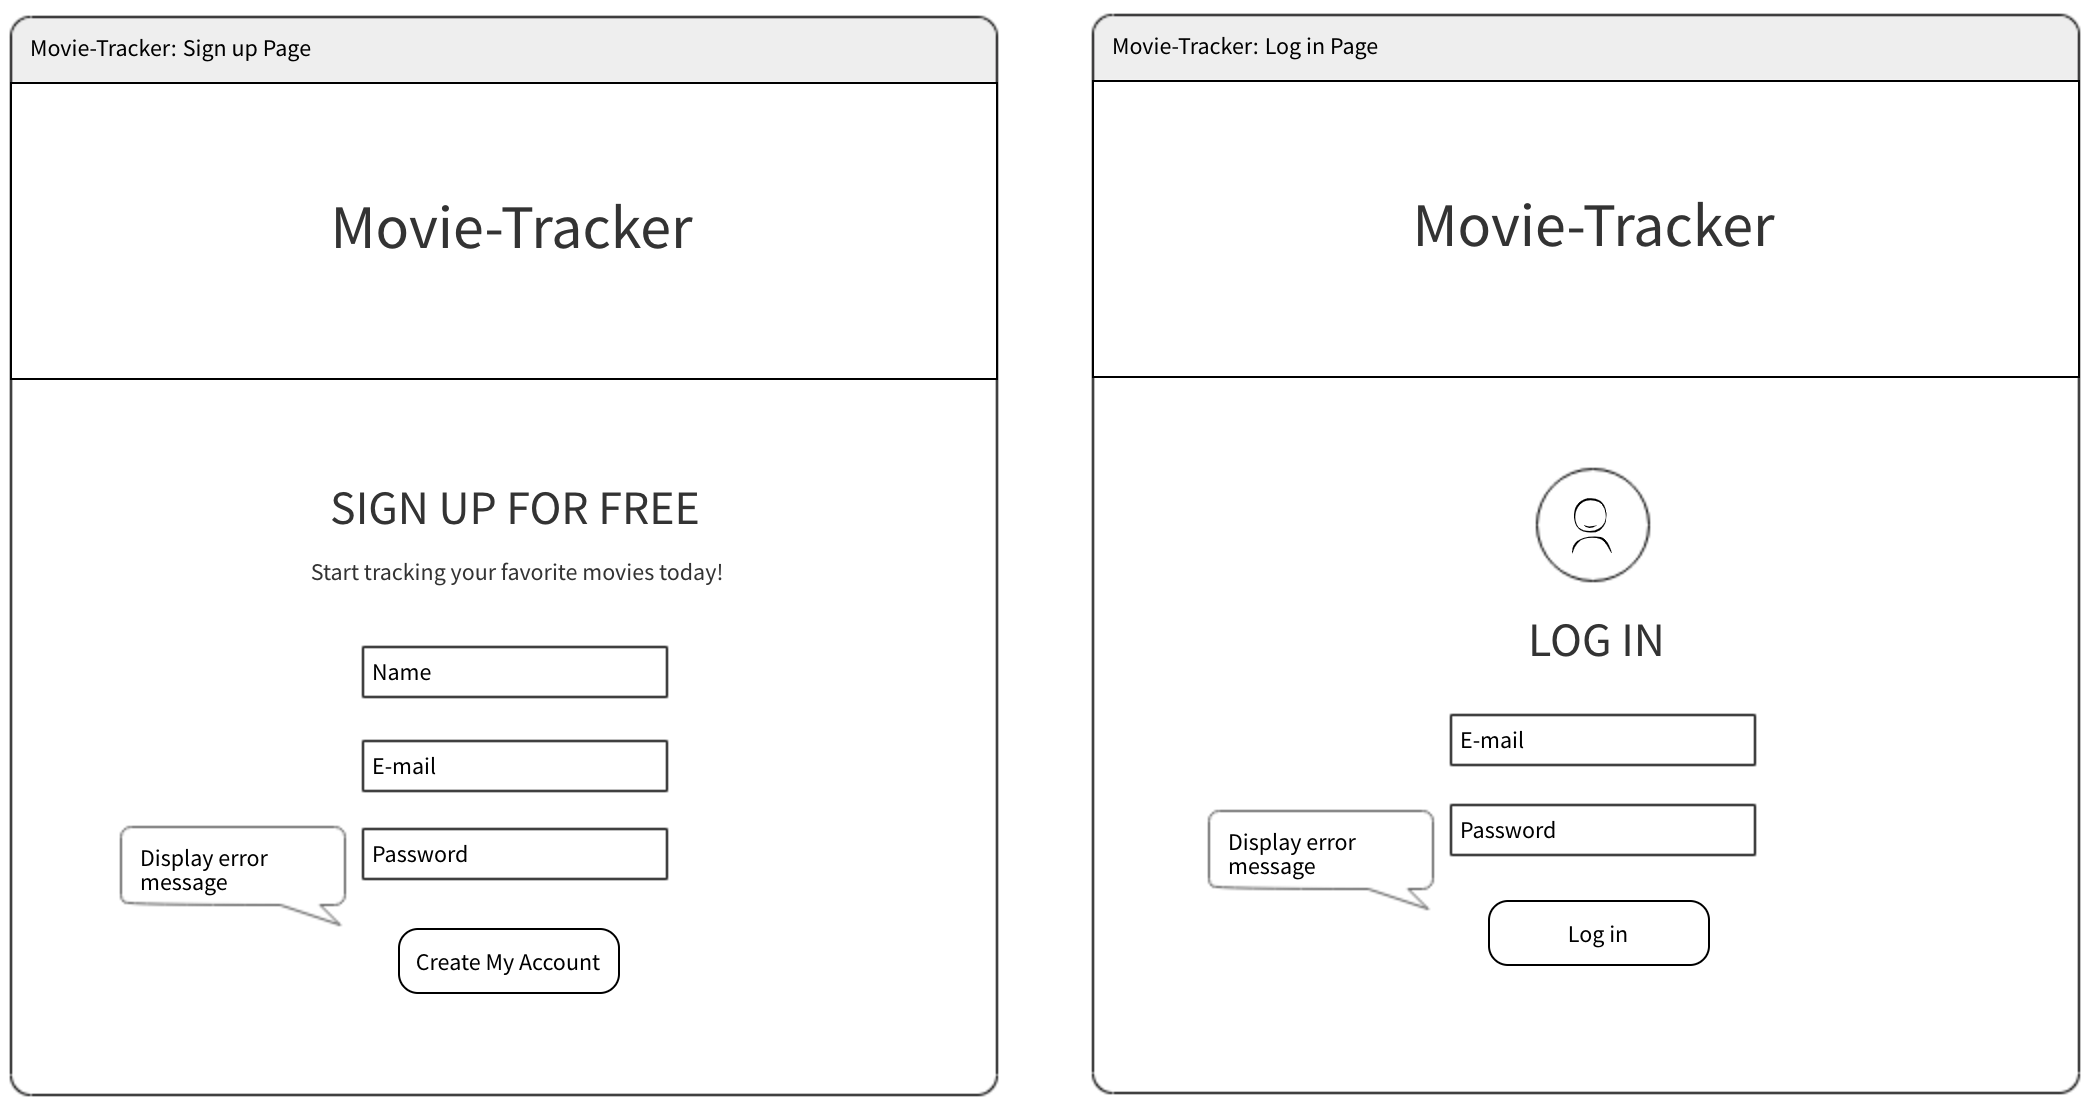 Movie-Tracker: Sign up Page
Movie-Tracker
SIGN UP FOR FREE
Start tracking your favorite movies today!
Name
E-mail
Password
Display error
message
Create My Account
Movie-Tracker: Log in Page
Movie-Tracker
LOG IN
E-mail
Password
Display error
message
Log in